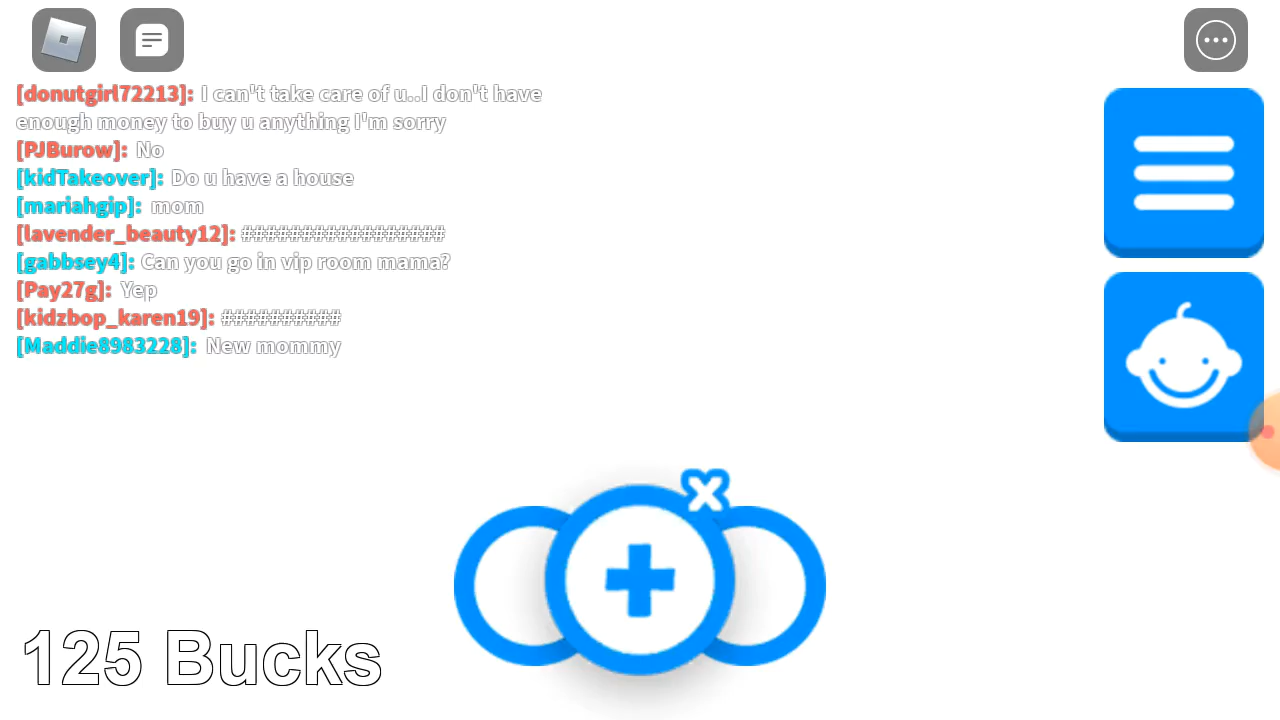 [donutgirl72213]: I can't take care of u..I don't have
enough money to buy u anything I'm sorry
[PJBurow]: No
[kidTakeover]: Do u have a house
[mariahgip]: mom
[lavender_beauty12]: #################
[gabbsey4]: Can you go in vip room mama?
[Pay27g]: Yep
[kidzbop_karen19]: ##########
[Maddie8983228]: New mommy
125 Bucks